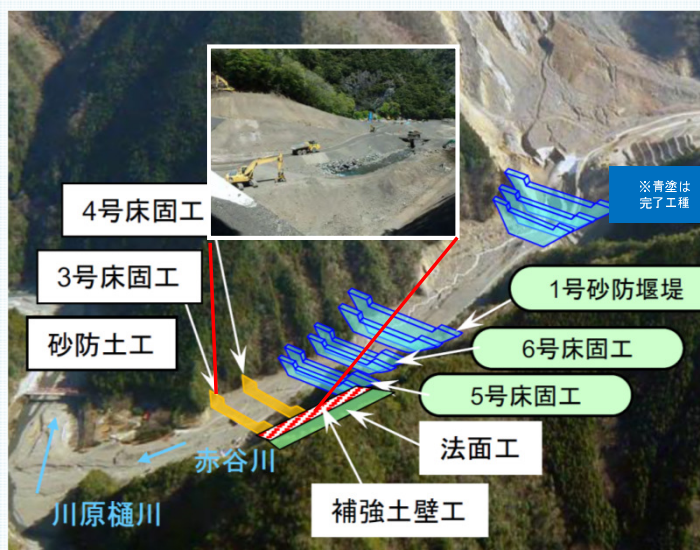 ※青塗は
完了工種
4号床固工
3号床固工
砂防土工
1号砂防堰堤
6号床固工
5号床固工
法面工
補強土壁工
赤谷川
川原樋川